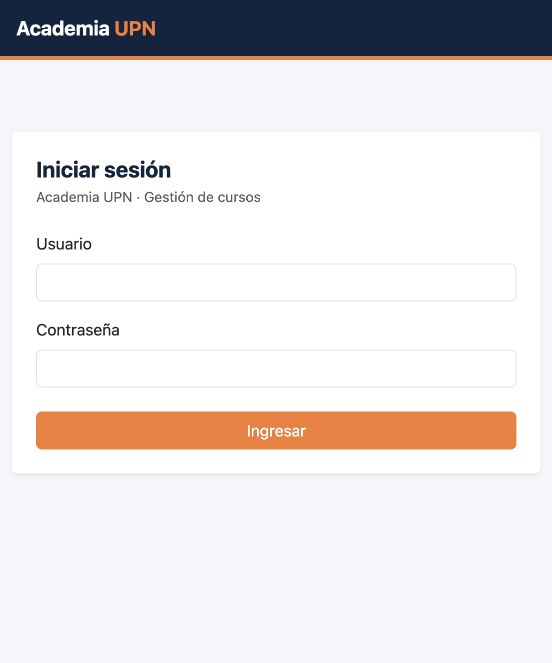 Academia UPN
Iniciar sesión
Academia UPN · Gestión de cursos
Usuario
Contraseña
Ingresar